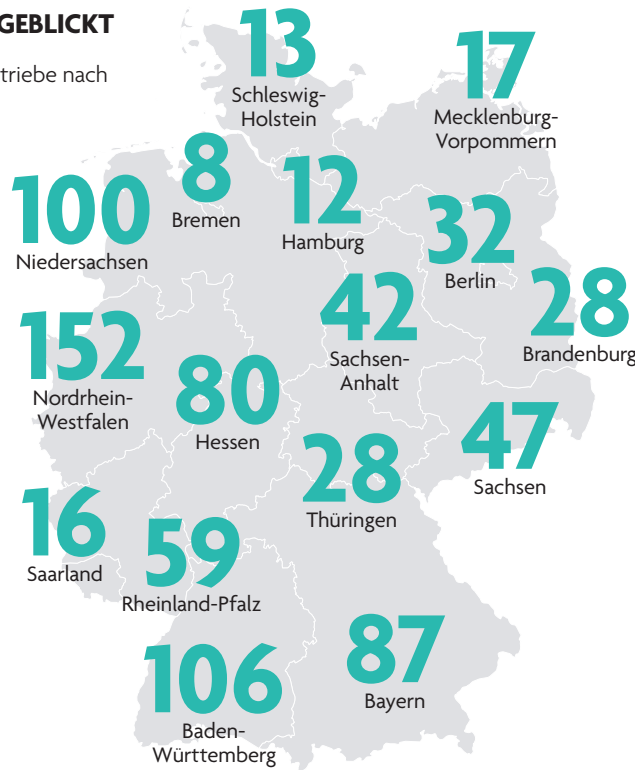 GEBLICKT
triebe nach
13
Schleswig-
Holstein
17
Mecklenburg-
Vorpommern
8
Bremen
12
Hamburg
100
Niedersachsen
32
Berlin
42
Sachsen-
Anhalt
28
Brandenburg
152
Nordrhein-
Westfalen
80
Hessen
47
Sachsen
28
Thüringen
16
Saarland
59
Rheinland-Pfalz
106
Baden-
Württemberg
87
Bayern